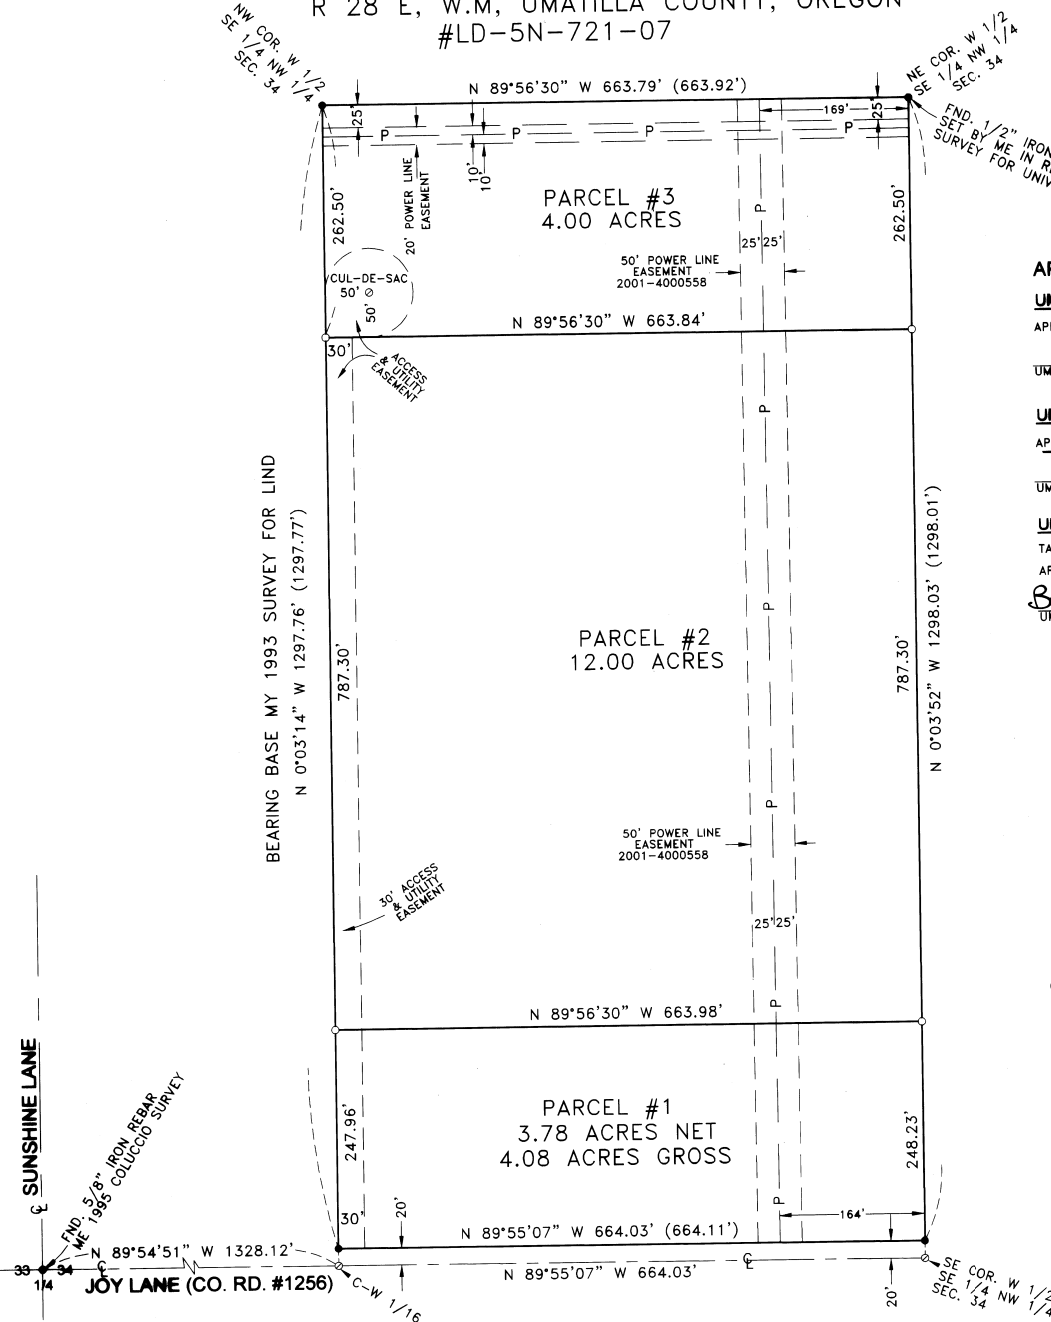 R 28 E, W.M, UMATILLA COUNTY, OREGON
#LD-5N-721-07
NW COR. W 1/2
SE 1/4 NW 1/4
SEC. 34
NE COR. W 1/2
SE 1/4 NW 1/4
SEC. 34
N 89°56'30" W 663.79' (663.92')
25'
169'
25'
FND. 1/2" IRON
SET BY ME IN
SURVEY FOR UNIV
P
P
P
P
10'
10'
20' POWER LINE
EASEMENT
262.50'
PARCEL #3
4.00 ACRES
P
262.50'
25' 25'
50' POWER LINE
EASEMENT
2001-4000558
CUL-DE-SAC
50'
50'
N 89°56'30" W 663.84'
30'
ACCESS
& UTILITY
EASEMENT
P
BEARING BASE MY 1993 SURVEY FOR LIND
N 0°03'14" W 1297.76' (1297.77')
787.30'
PARCEL #2
12.00 ACRES
P
787.30'
N 0°03'52" W 1298.03' (1298.01')
P
50' POWER LINE
EASEMENT
2001-4000558
30' ACCESS
& UTILITY
EASEMENT
25' 25'
P
N 89°56'30" W 663.98'
PARCEL #1
3.78 ACRES NET
4.08 ACRES GROSS
247.96'
248.23'
P
30'
20'
164'
N 89°55'07" W 664.03' (664.11')
N 89°55'07" W 664.03'
20'
SUNSHINE LANE
FND. 5/8" IRON REBAR
ME 1995 COLUCCIO SURVEY
N 89°54'51" W 1328.12'
33 34
1/4
JOY LANE (CO. RD. #1256)
C-W 1/16
SE COR. W 1/2
SE 1/4 NW 1/4
SEC. 34